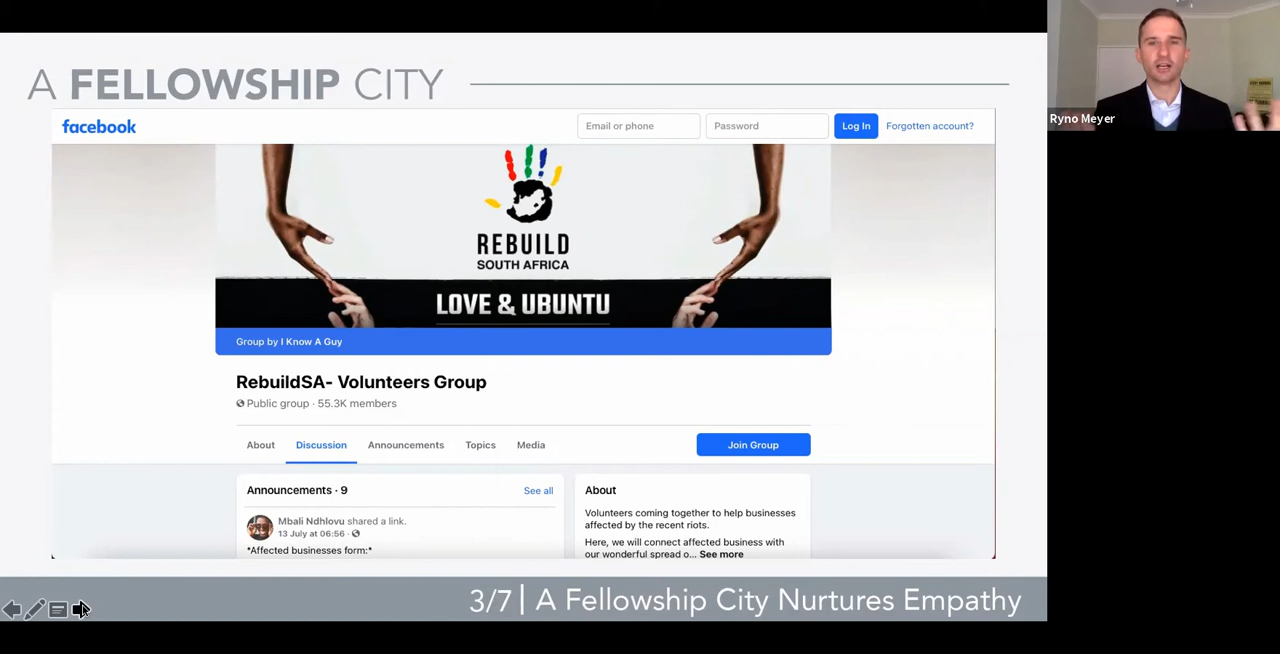 A FELLOWSHIP CITY
facebook
Email or phone
Password
Log In
Forgotten account?
REBUILD
SOUTH AFRICA
LOVE & UBUNTU
Group by I Know A Guy
RebuildSA- Volunteers Group
Public group · 55.3K members
About
Discussion
Announcements
Topics
Media
Join Group
Announcements · 9
See all
Mbali Ndhlovu shared a link.
13 July at 06:56 ·
*Affected businesses form:*
About
Volunteers coming together to help businesses
affected by the recent riots.
Here, we will connect affected business with
our wonderful spread o... See more
3/7 | A Fellowship City Nurtures Empathy
Ryno Meyer